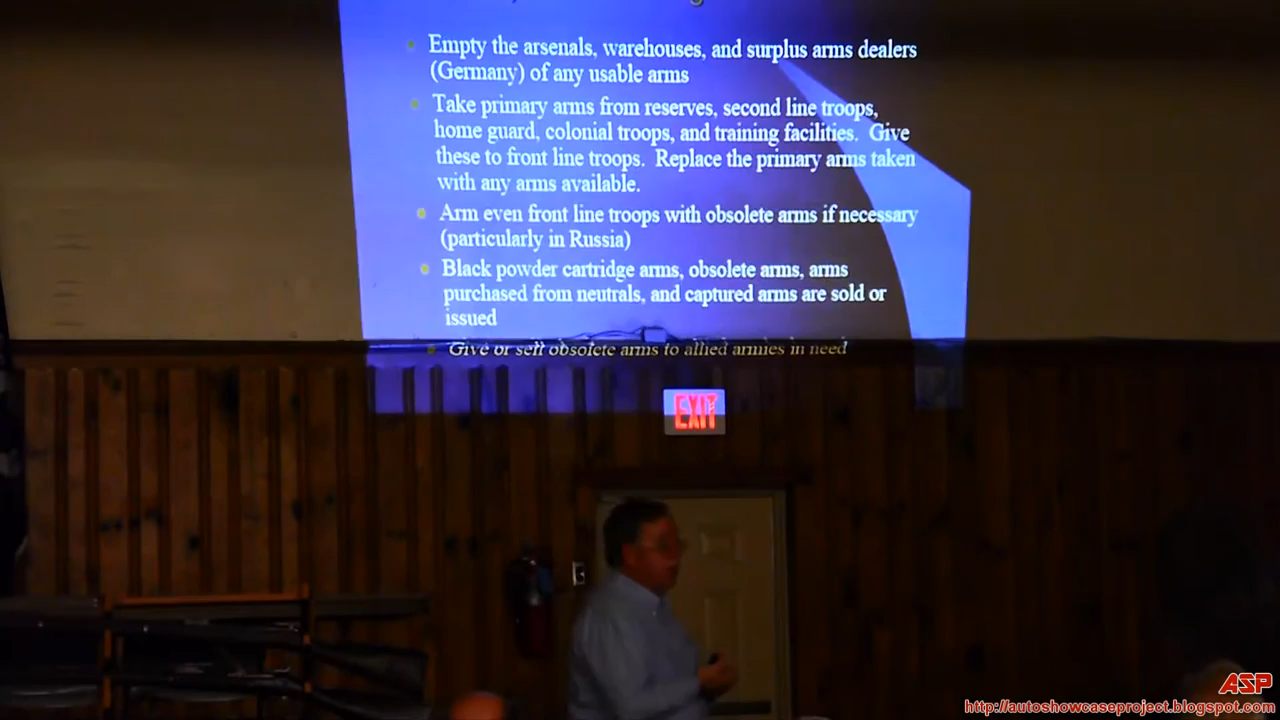 Empty the arsenals, warehouses, and surplus arms dealers
(Germany) of any usable arms
Take primary arms from reserves, second line troops,
home guard, colonial troops, and training facilities. Give
these to front line troops. Replace the primary arms taken
with any arms available.
Arm even front line troops with obsolete arms if necessary
(particularly in Russia)
Black powder cartridge arms, obsolete arms, arms
purchased from neutrals, and captured arms are sold or
issued
Give or sell obsolete arms to allied armies in need
EXIT
ASP
http://autoshowcaseproject.blogspot.com